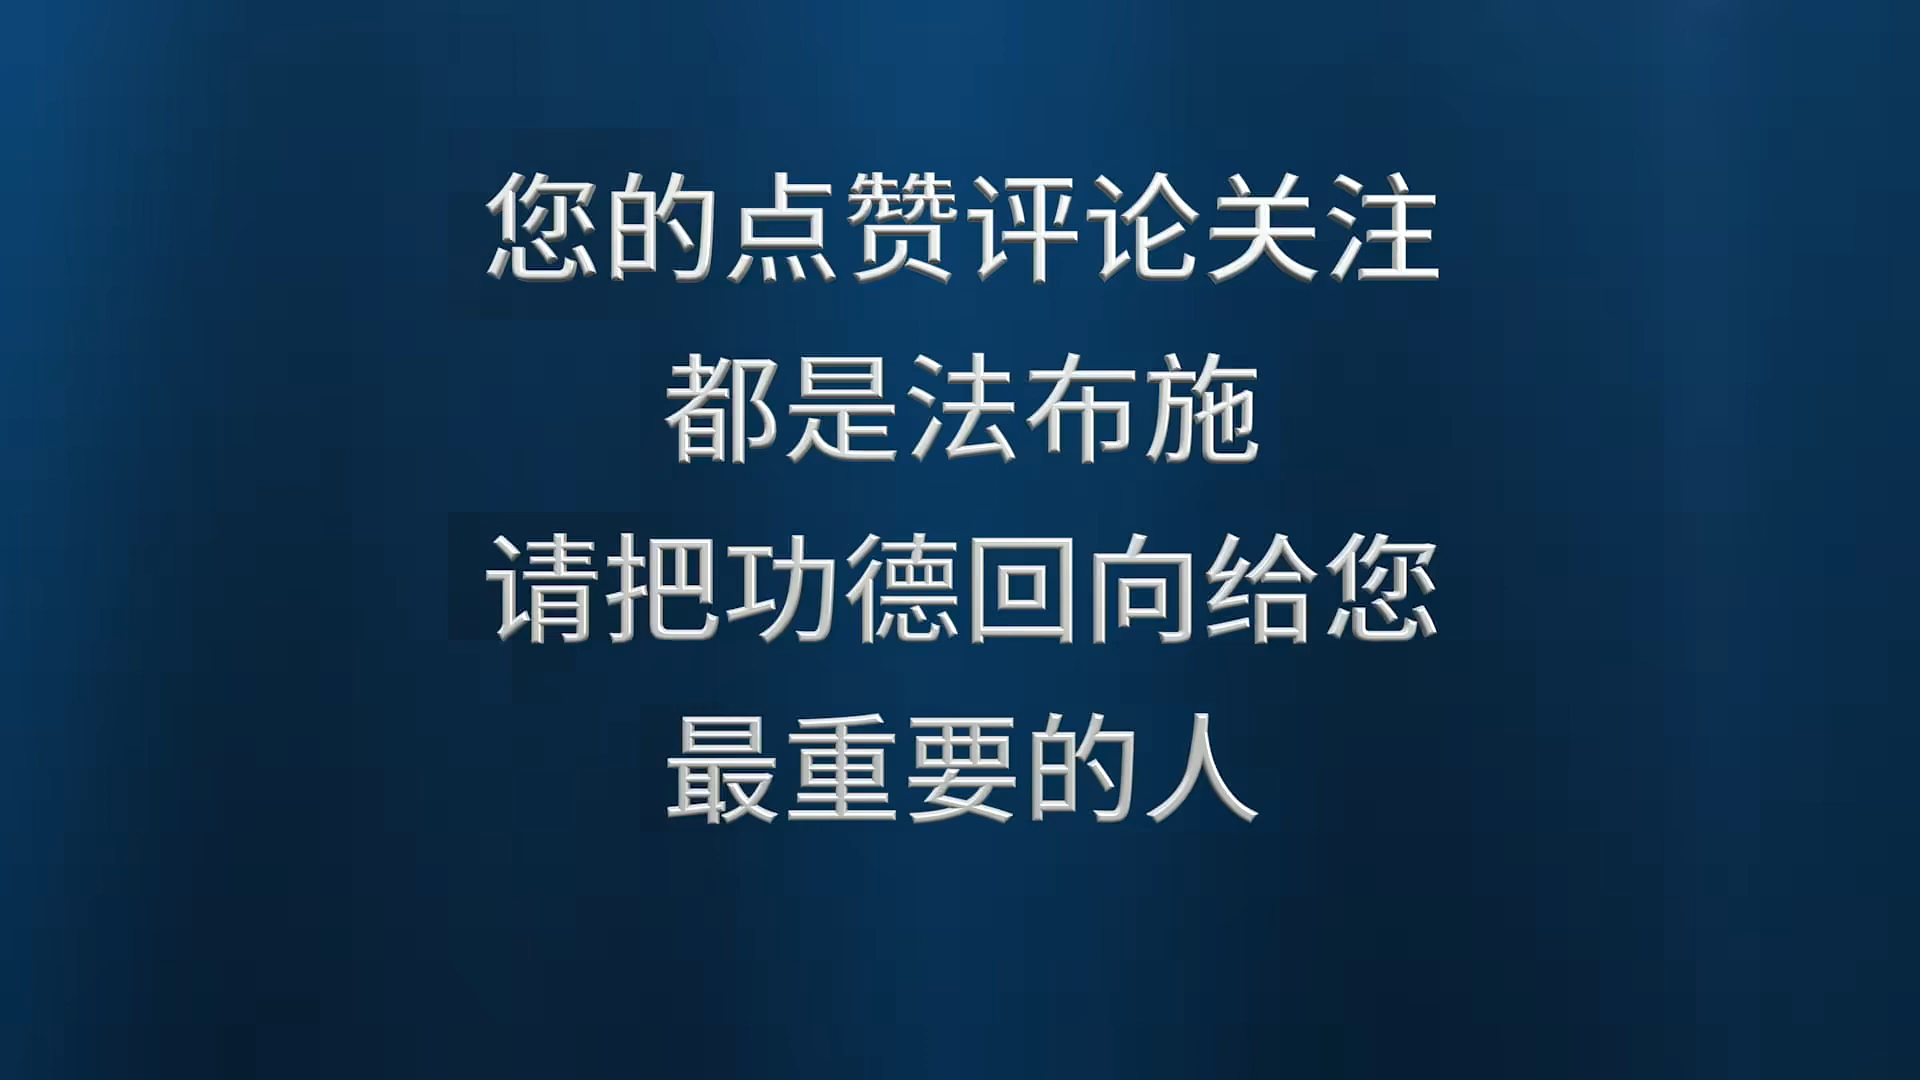 您的点赞评论关注
都是法布施
请把功德回向给您
最重要的人